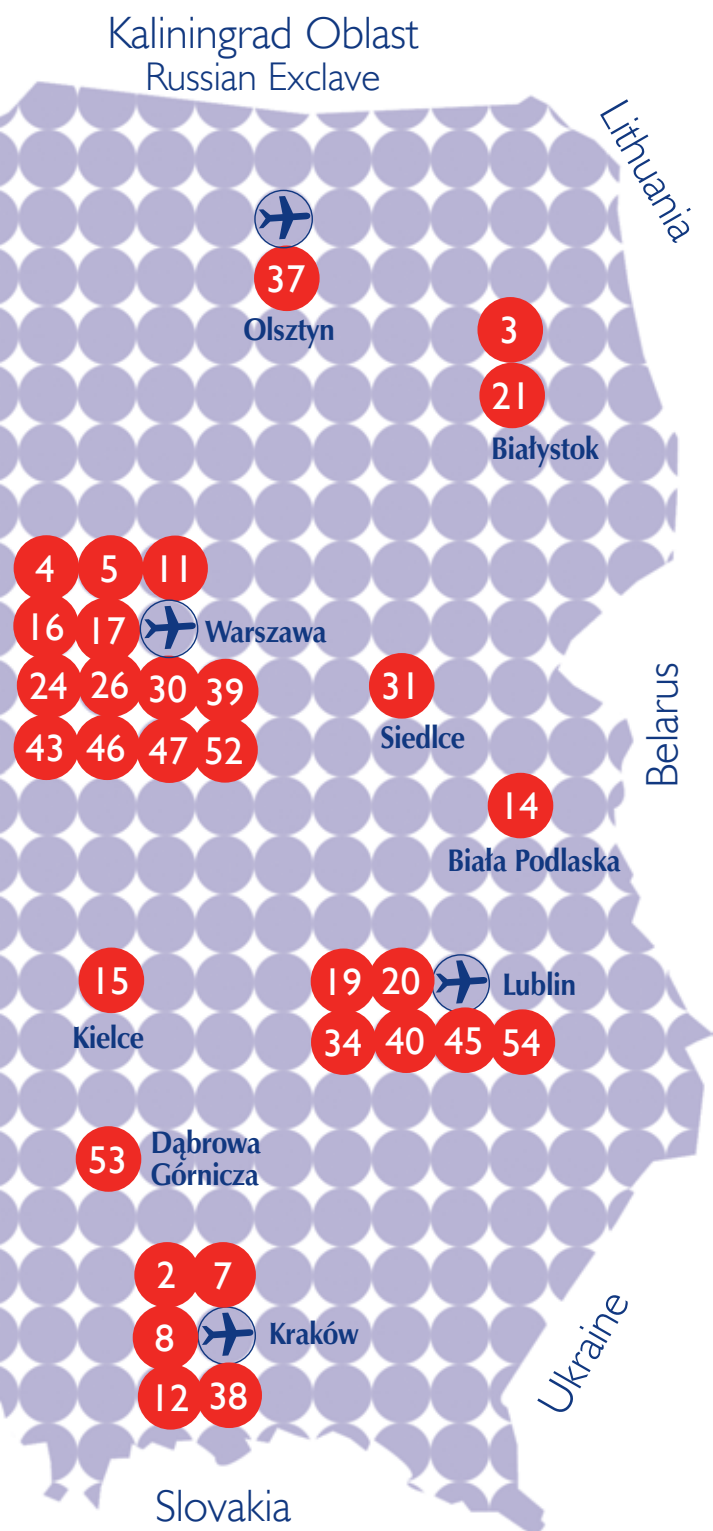 Kaliningrad Oblast
Russian Exclave
Lithuania
37
Olsztyn
3
21
Białystok
4 5 11
16 17 Warszawa
24 26 30 39
43 46 47 52
31
Siedlce
Belarus
14
Biała Podlaska
15
Kielce
19 20 Lublin
34 40 45 54
53
Dąbrowa
Górnicza
2 7
8 Kraków
12 38
Ukraine
Slovakia